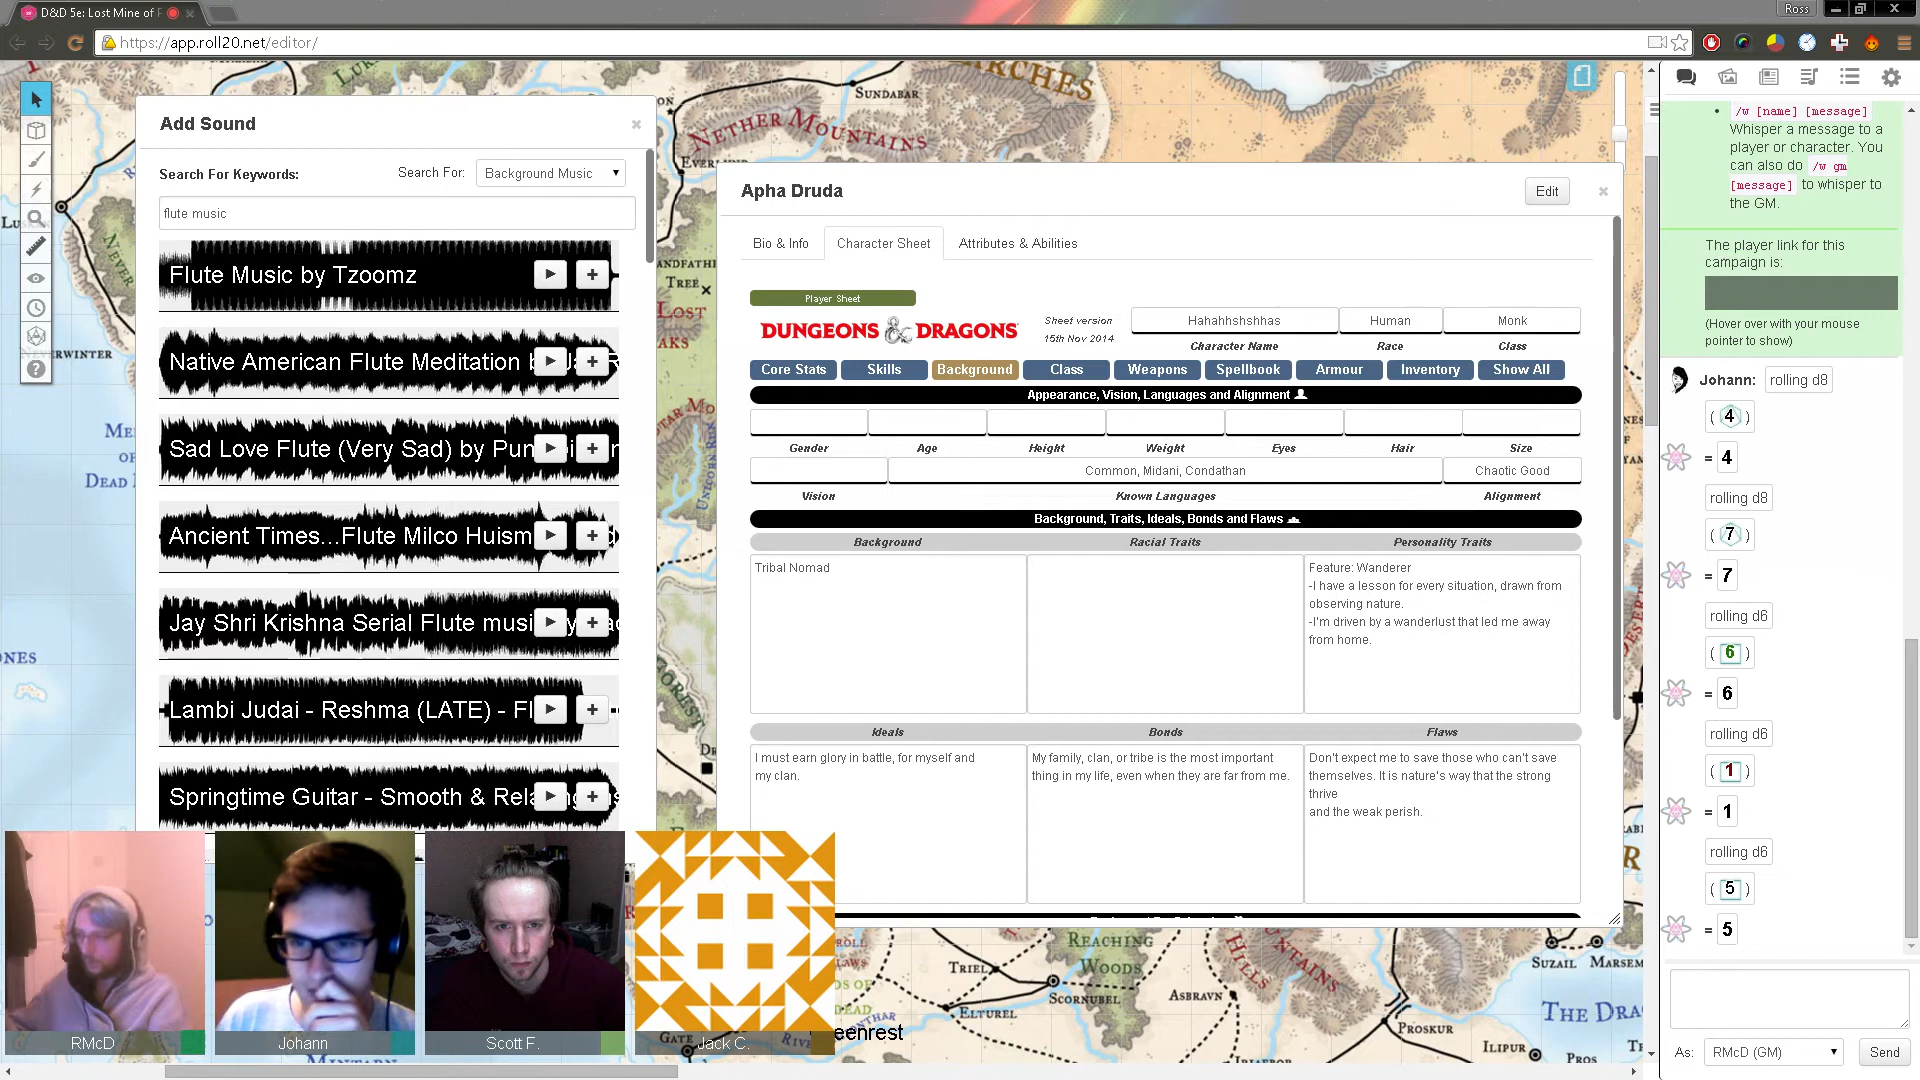 D&D 5e: Lost Mine of P
Ross
https://app.roll20.net/editor/
Add Sound
Search For Keywords:
Search For:
Background Music
flute music
Flute Music by Tzoomz
Native American Flute Meditation
Sad Love Flute (Very Sad) by
Ancient Times...Flute Milco
Jay Shri Krishna Serial Flute
Lambi Judai - Reshma (LATE) -
Springtime Guitar - Smooth &
Apha Druda
Edit
Bio & Info
Character Sheet
Attributes & Abilities
Player Sheet
DUNGEONS & DRAGONS
Sheet version
15th Nov 2014
Hahahhshshhas
Human
Monk
Character Name
Race
Class
Core Stats
Skills
Background
Class
Weapons
Spellbook
Armour
Inventory
Show All
Appearance, Vision, Languages and Alignment
Gender
Age
Height
Weight
Eyes
Hair
Size
Common, Midani, Condathan
Chaotic Good
Vision
Known Languages
Alignment
Background, Traits, Ideals, Bonds and Flaws
Background
Racial Traits
Personality Traits
Tribal Nomad
Feature: Wanderer
-I have a lesson for every situation, drawn from
observing nature.
-I'm driven by a wanderlust that led me away
from home.
Ideals
Bonds
Flaws
I must earn glory in battle, for myself and
my clan.
My family, clan, or tribe is the most important
thing in my life, even when they are far from me.
Don't expect me to save those who can't save
themselves. It is nature's way that the strong
thrive
and the weak perish.
/w [name] [message]
Whisper a message to a
player or character. You
can also do /w gm
[message] to whisper to
the GM.
The player link for this
campaign is:
(Hover over with your mouse
pointer to show)
Johann: rolling d8
(4)
= 4
rolling d8
(7)
= 7
rolling d6
(6)
= 6
rolling d6
(1)
= 1
rolling d6
(5)
= 5
As:
RMcD (GM)
Send
RMcD
Johann
Scott F.
Jack C.
SUNDABAR
NETHER MOUNTAINS
TREE
LOST
REACHING
WOODS
TRIEL
SCORNUBEL
ELTUREL
ASBRAVN
HILLS
PROSKUR
ILIPUR
SUZAIL
THE DRA
eenrest